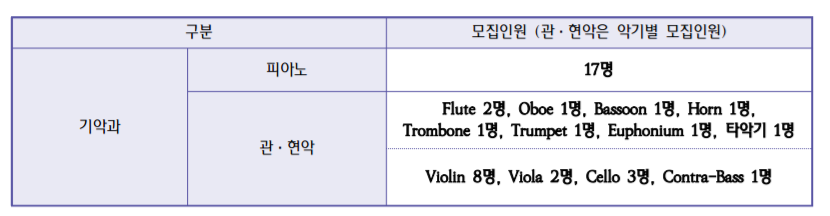 구분 모집인원 (관·현악은 악기별 모집인원)
기악과 피아노 17명
관·현악 Flute 2명, Oboe 1명, Bassoon 1명, Horn 1명,
Trombone 1명, Trumpet 1명, Euphonium 1명, 타악기 1명
Violin 8명, Viola 2명, Cello 3명, Contra-Bass 1명